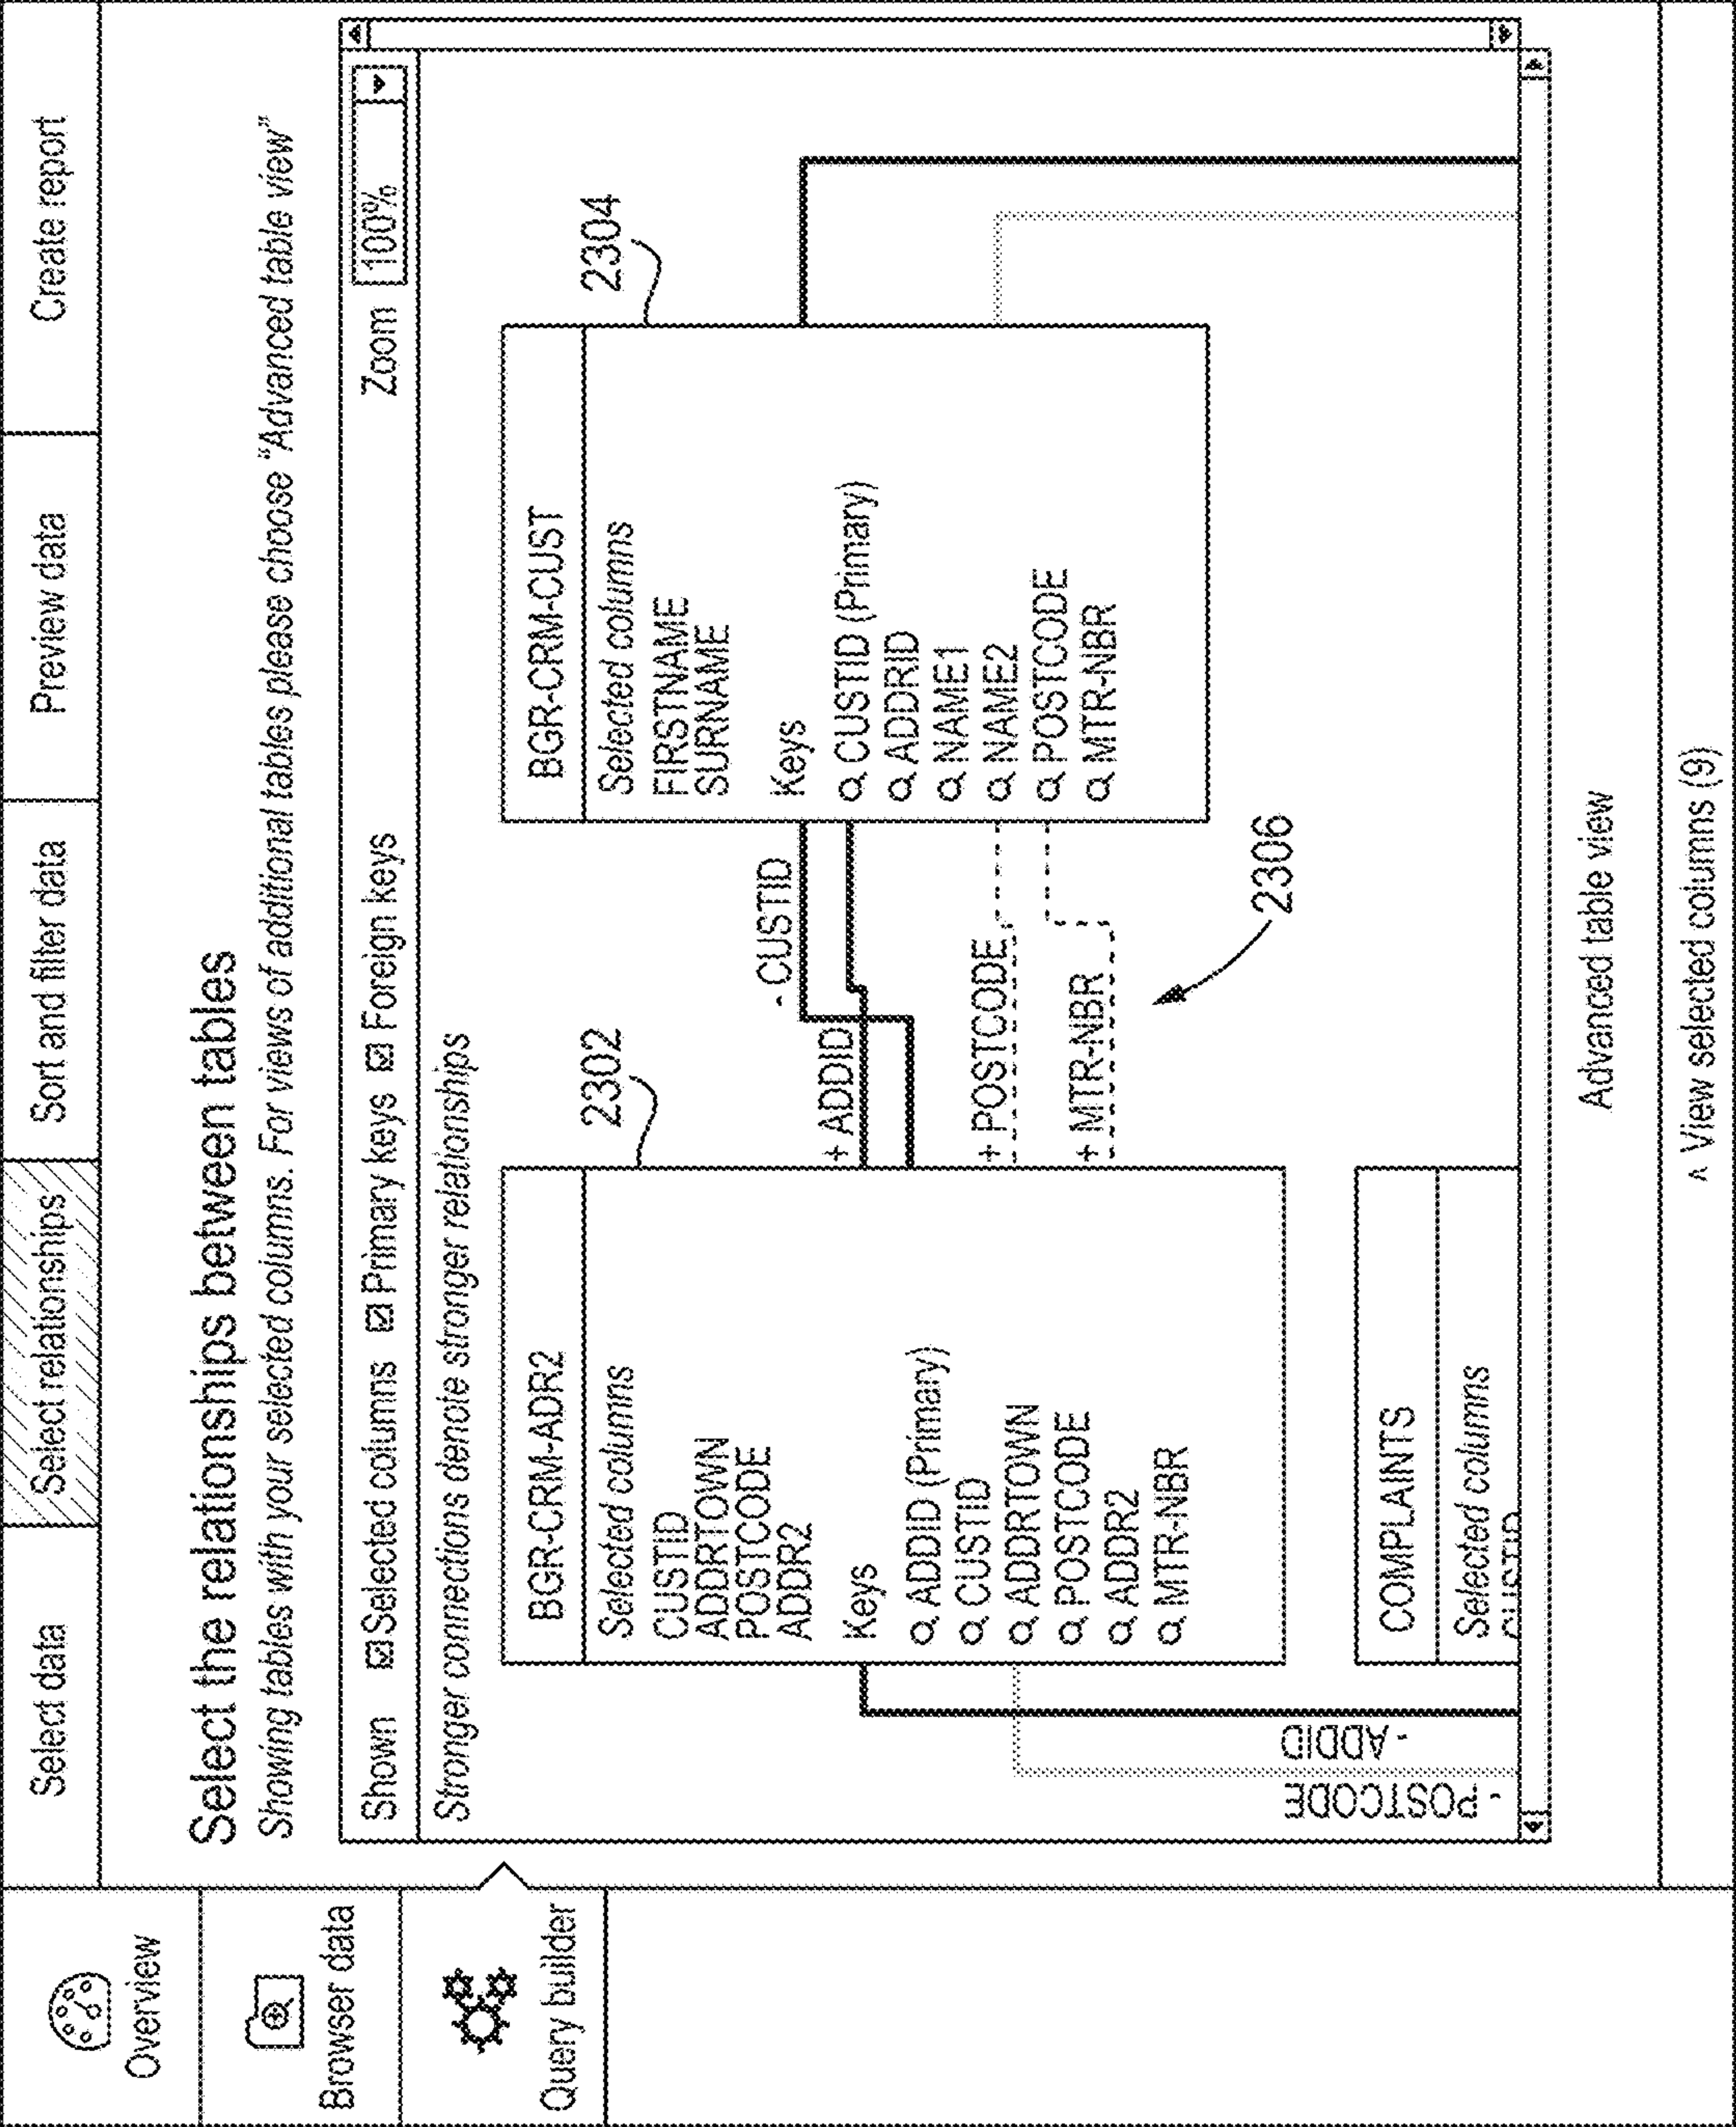 Overview
Browser data
Query builder
Select data
Select relationships
Sort and filter data
Preview data
Create report
Select the relationships between tables
Showing tables with your selected columns. For views of additional tables please choose "Advanced table view"
Shown
Selected columns
Primary keys
Foreign keys
Zoom
100%
Stronger connections denote stronger relationships
2302
BGR-CRM-ADR2
Selected columns
CUSTID
ADDRTOWN
POSTCODE
ADDR2
Keys
ADDID (Primary)
CUSTID
ADDRTOWN
POSTCODE
ADDR2
MTR-NBR
- CUSTID
+ ADDID
+ POSTCODE
+ MTR-NBR
2306
2304
BGR-CRM-CUST
Selected columns
FIRSTNAME
SURNAME
Keys
CUSTID (Primary)
ADDRID
NAME1
NAME2
POSTCODE
MTR-NBR
- POSTCODE
- ADDID
COMPLAINTS
Selected columns
CUSTID
Advanced table view
^ View selected columns (9)